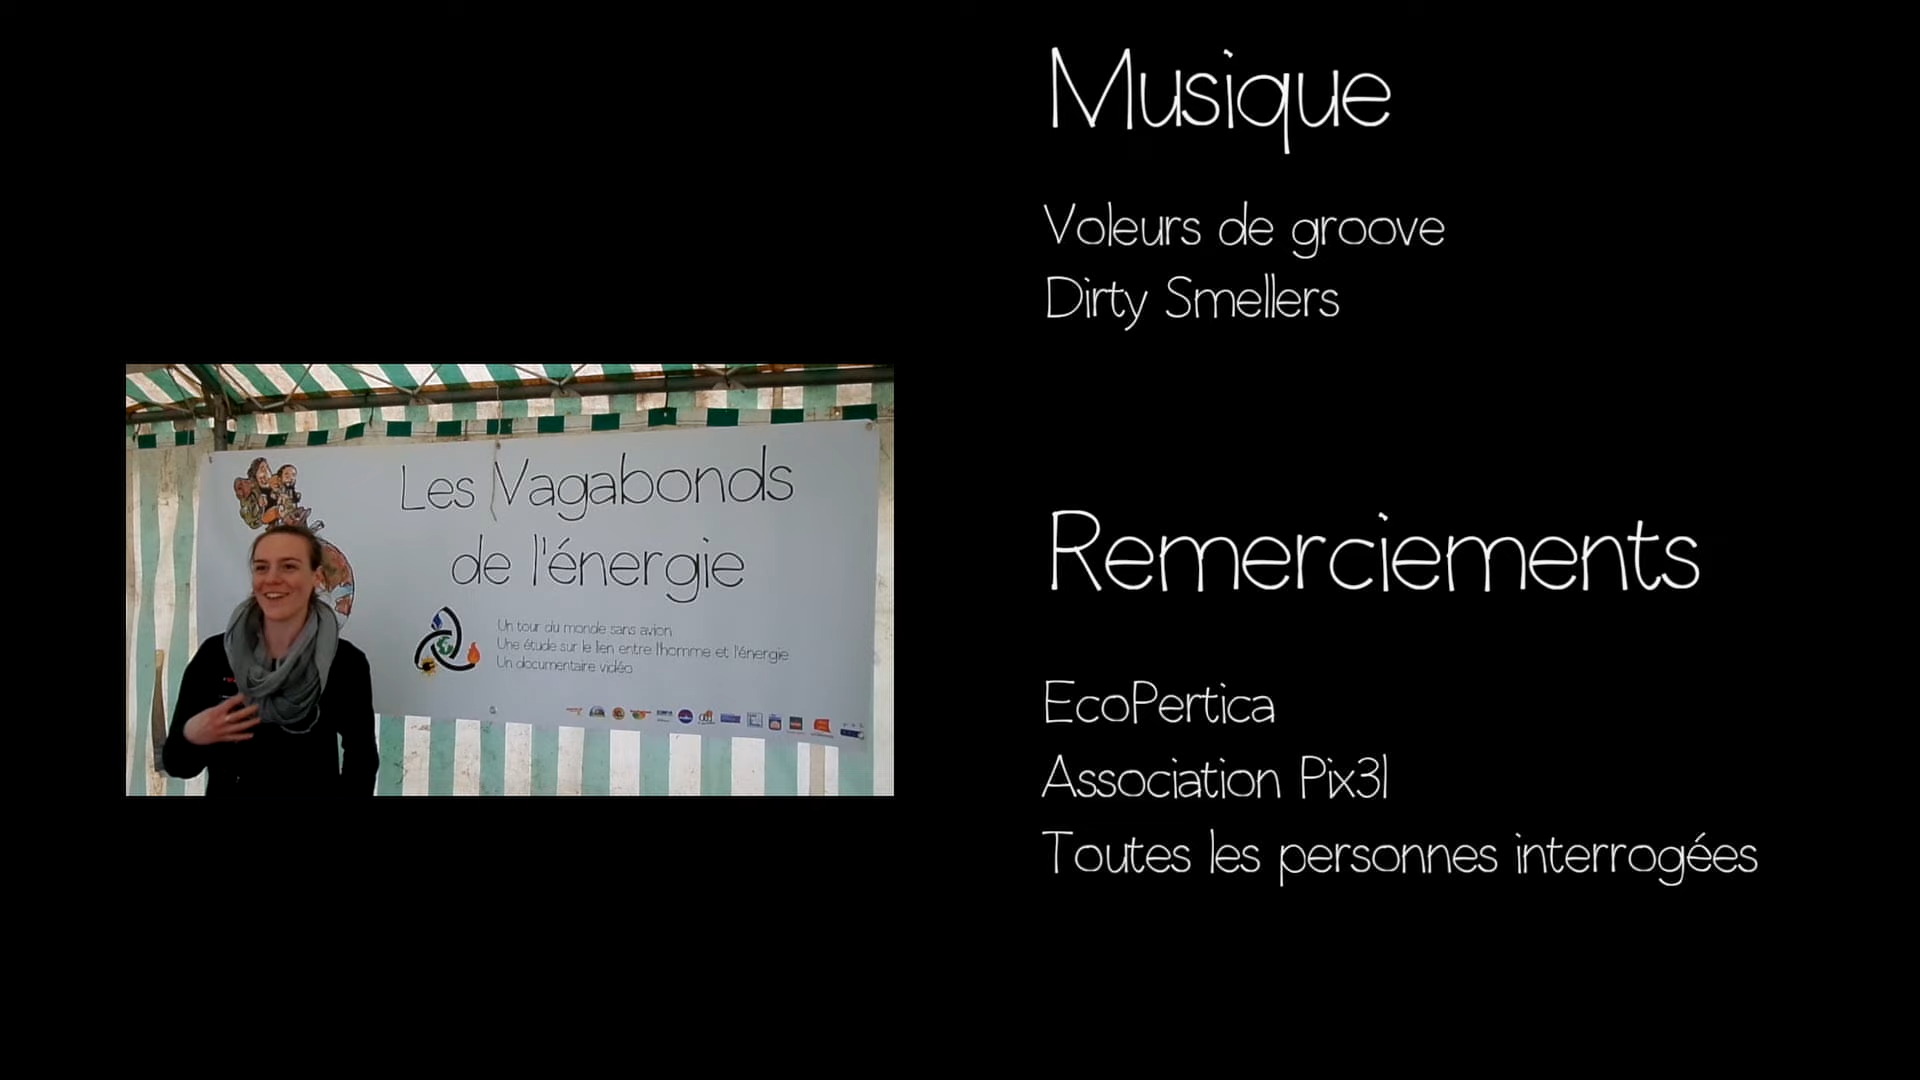 Musique
Voleurs de groove
Dirty Smellers
Les Vagabonds
de l'énergie
Un tour du monde sans avion
Une étude sur le lien entre l'homme et l'énergie
Un documentaire vidéo
Remerciements
EcoPertica
Association Pix3l
Toutes les personnes interrogées